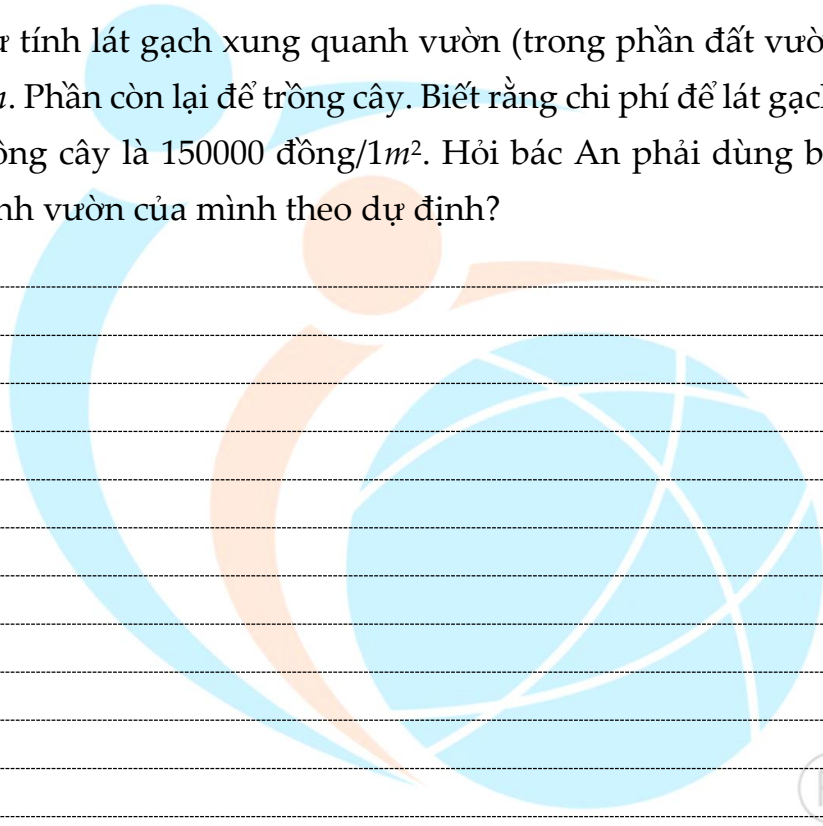 ư tính lát gạch xung quanh vườn (trong phần đất vườ
. Phần còn lại để trồng cây. Biết rằng chi phí để lát gạch
ông cây là 150000 đồng/1m². Hỏi bác An phải dùng b
nh vườn của mình theo dự định?